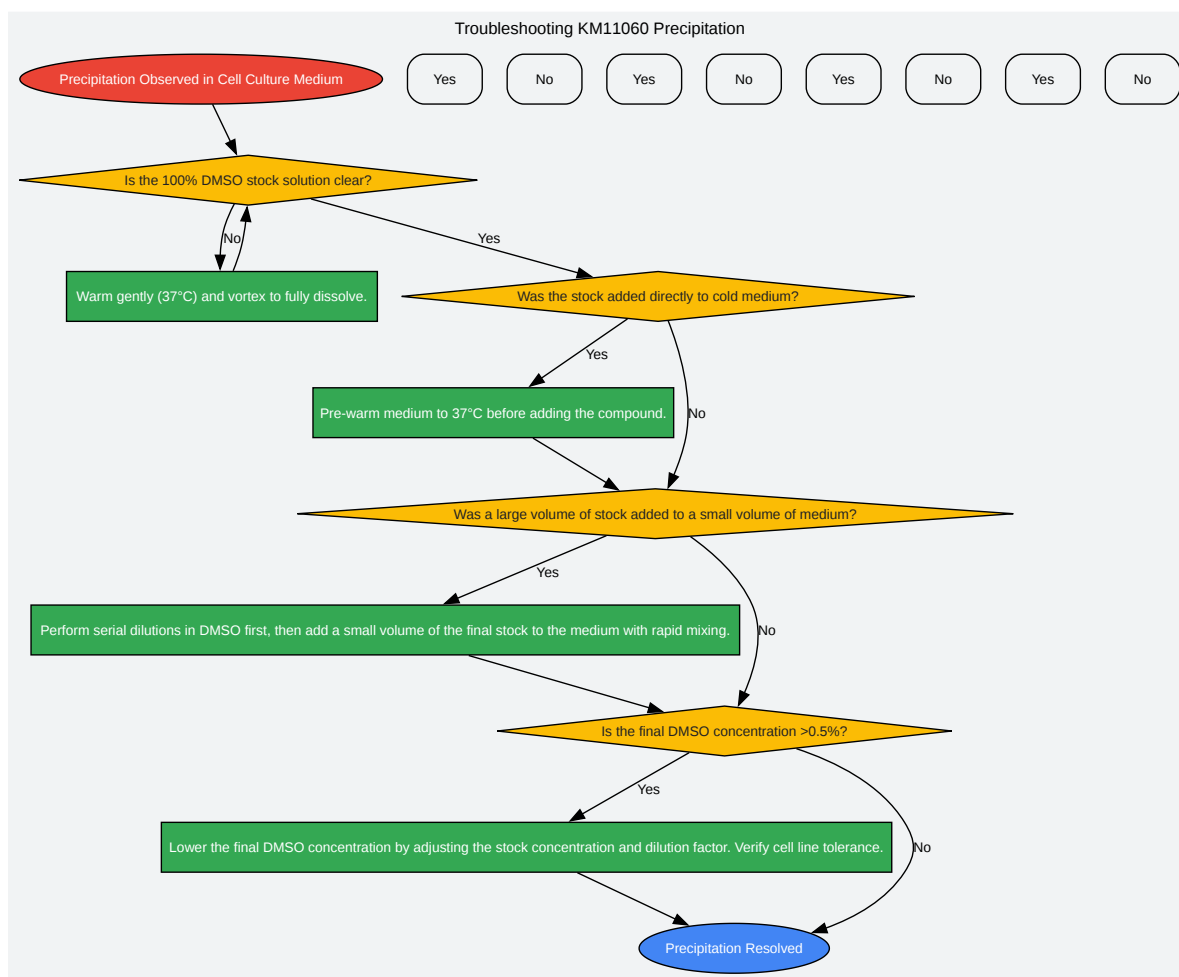 Troubleshooting KM11060 Precipitation
Precipitation Observed in Cell Culture Medium
Yes
No
Yes
No
Yes
No
Yes
No
Is the 100% DMSO stock solution clear?
No
Yes
Warm gently (37°C) and vortex to fully dissolve.
Was the stock added directly to cold medium?
Yes
Pre-warm medium to 37°C before adding the compound.
No
Was a large volume of stock added to a small volume of medium?
Yes
Perform serial dilutions in DMSO first, then add a small volume of the final stock to the medium with rapid mixing.
No
Is the final DMSO concentration >0.5%?
Yes
Lower the final DMSO concentration by adjusting the stock concentration and dilution factor. Verify cell line tolerance.
No
Precipitation Resolved